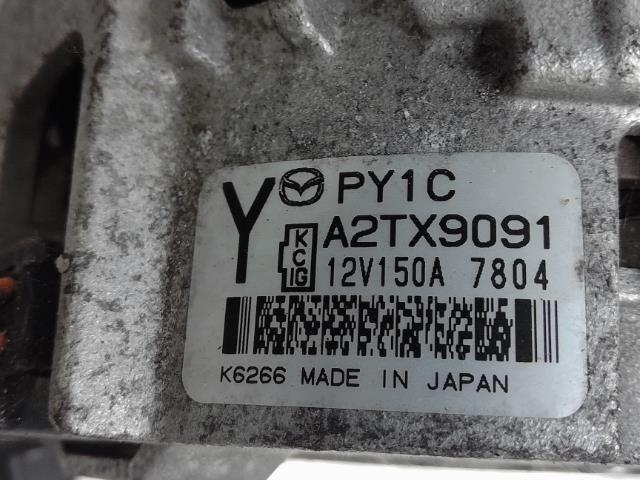 Y PY1C
KCIG A2TX9091
12V150A 7804
K6266 MADE IN JAPAN